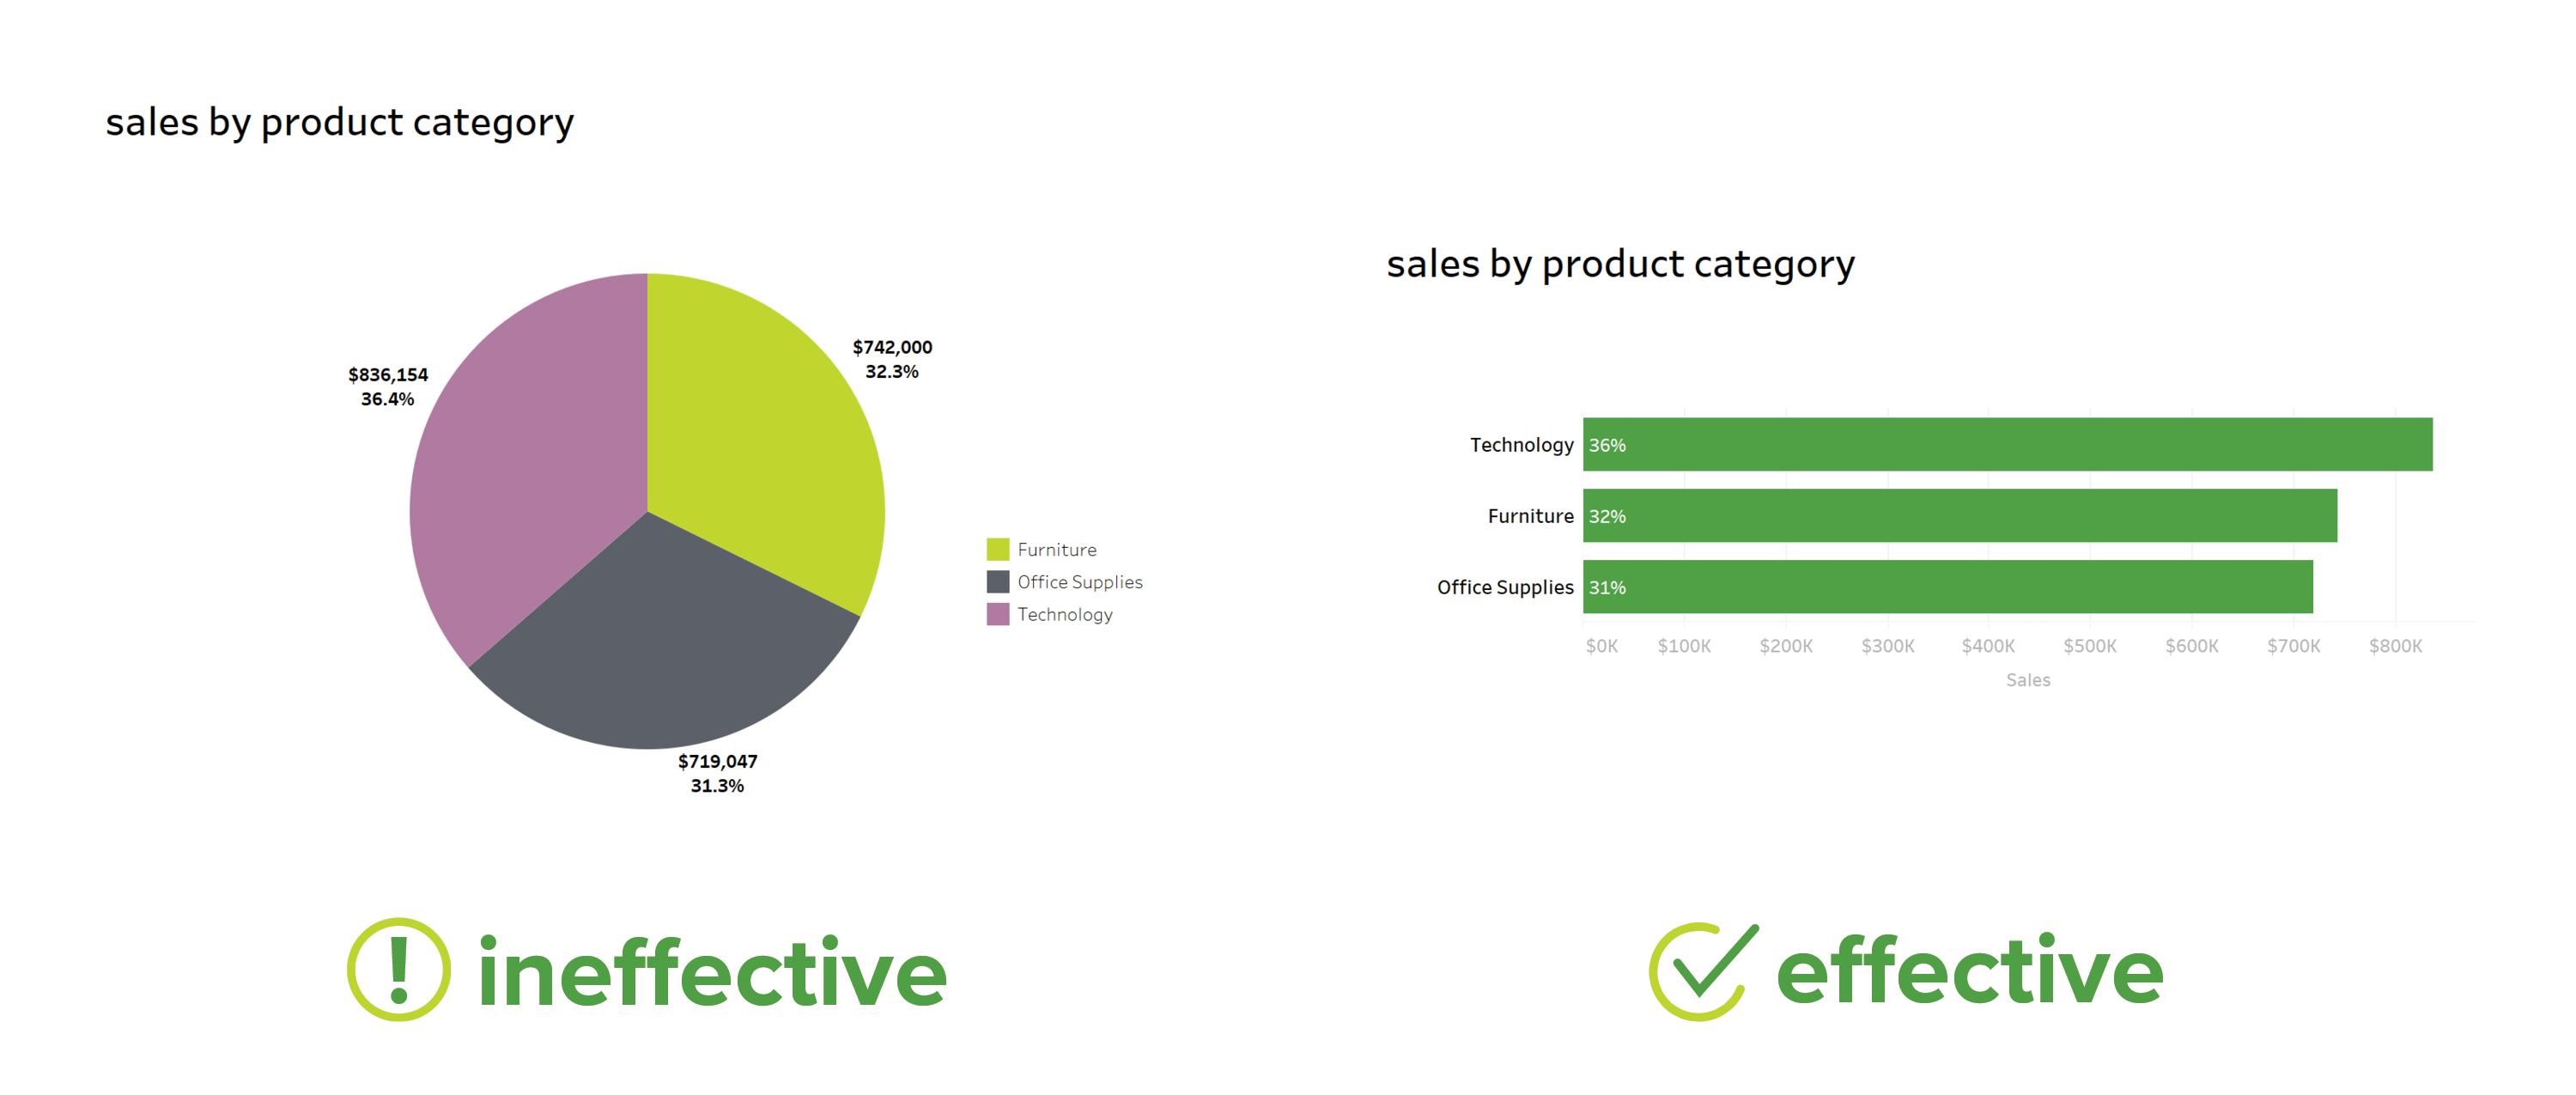 sales by product category
$742,000
32.3%
$836,154
36.4%
Furniture
Office Supplies
Technology
$719,047
31.3%
! ineffective
sales by product category
Technology 36%
Furniture 32%
Office Supplies 31%
$0K $100K $200K $300K $400K $500K $600K $700K $800K
Sales
effective